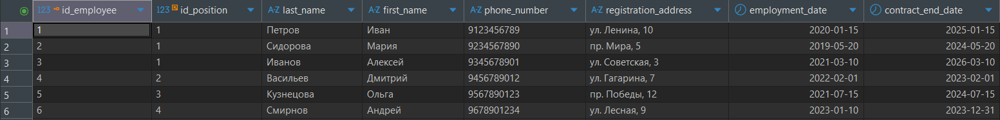 123 id_employee 123 id_position A-Z last_name A-Z first_name A-Z phone_number A-Z registration_address employment_date contract_end_date
1 1 1 Петров Иван 9123456789 ул. Ленина, 10 2020-01-15 2025-01-15
2 2 1 Сидорова Мария 9234567890 пр. Мира, 5 2019-05-20 2024-05-20
3 3 1 Иванов Алексей 9345678901 ул. Советская, 3 2021-03-10 2026-03-10
4 4 2 Васильев Дмитрий 9456789012 ул. Гагарина, 7 2022-02-01 2023-02-01
5 5 3 Кузнецова Ольга 9567890123 пр. Победы, 12 2021-07-15 2024-07-15
6 6 4 Смирнов Андрей 9678901234 ул. Лесная, 9 2023-01-10 2023-12-31